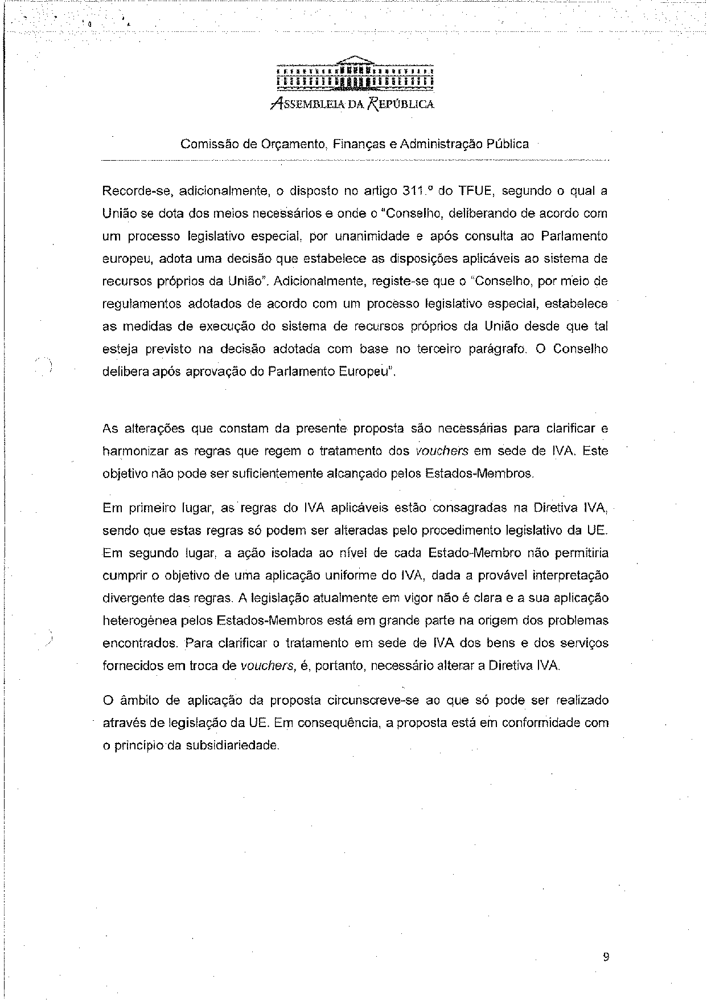 ASSEMBLEIA DA REPÚBLICA
Comissão de Orçamento, Finanças e Administração Pública
Recorde-se, adicionalmente, o disposto no artigo 311.º do TFUE, segundo o qual a
União se dota dos meios necessários e onde o "Conselho, deliberando de acordo com
um processo legislativo especial, por unanimidade e após consulta ao Parlamento
europeu, adota uma decisão que estabelece as disposições aplicáveis ao sistema de
recursos próprios da União". Adicionalmente, registe-se que o "Conselho, por meio de
regulamentos adotados de acordo com um processo legislativo especial, estabelece
as medidas de execução do sistema de recursos próprios da União desde que tal
esteja previsto na decisão adotada com base no terceiro parágrafo. O Conselho
delibera após aprovação do Parlamento Europeu".
As alterações que constam da presente proposta são necessárias para clarificar e
harmonizar as regras que regem o tratamento dos vouchers em sede de IVA. Este
objetivo não pode ser suficientemente alcançado pelos Estados-Membros.
Em primeiro lugar, as regras do IVA aplicáveis estão consagradas na Diretiva IVA,
sendo que estas regras só podem ser alteradas pelo procedimento legislativo da UE.
Em segundo lugar, a ação isolada ao nível de cada Estado-Membro não permitiria
cumprir o objetivo de uma aplicação uniforme do IVA, dada a provável interpretação
divergente das regras. A legislação atualmente em vigor não é clara e a sua aplicação
heterogénea pelos Estados-Membros está em grande parte na origem dos problemas
encontrados. Para clarificar o tratamento em sede de IVA dos bens e dos serviços
fornecidos em troca de vouchers, é, portanto, necessário alterar a Diretiva IVA.
O âmbito de aplicação da proposta circunscreve-se ao que só pode ser realizado
através de legislação da UE. Em consequência, a proposta está em conformidade com
o princípio da subsidiariedade.
9